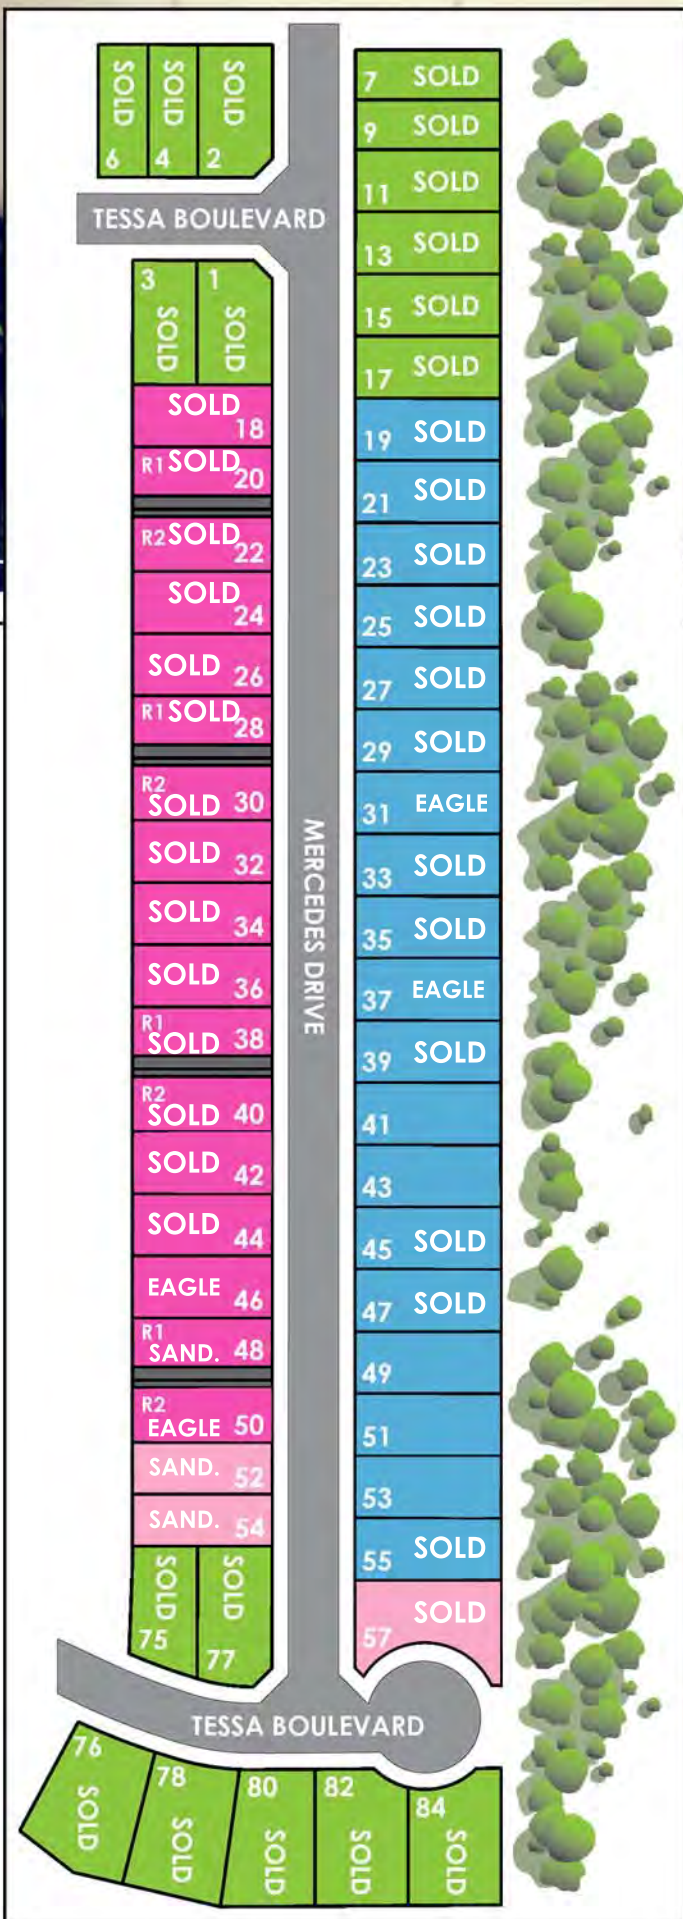 SOLD 6
SOLD 4
SOLD 2
TESSA BOULEVARD
3 SOLD
1 SOLD
SOLD 18
R1 SOLD 20
R2 SOLD 22
SOLD 24
SOLD 26
R1 SOLD 28
R2 SOLD 30
SOLD 32
SOLD 34
SOLD 36
R1 SOLD 38
R2 SOLD 40
SOLD 42
SOLD 44
EAGLE 46
R1 SAND. 48
R2 EAGLE 50
SAND. 52
SAND. 54
SOLD 75
SOLD 77
MERCEDES DRIVE
7 SOLD
9 SOLD
11 SOLD
13 SOLD
15 SOLD
17 SOLD
19 SOLD
21 SOLD
23 SOLD
25 SOLD
27 SOLD
29 SOLD
31 EAGLE
33 SOLD
35 SOLD
37 EAGLE
39 SOLD
41
43
45 SOLD
47 SOLD
49
51
53
55 SOLD
57 SOLD
TESSA BOULEVARD
76 SOLD
78 SOLD
80 SOLD
82 SOLD
84 SOLD